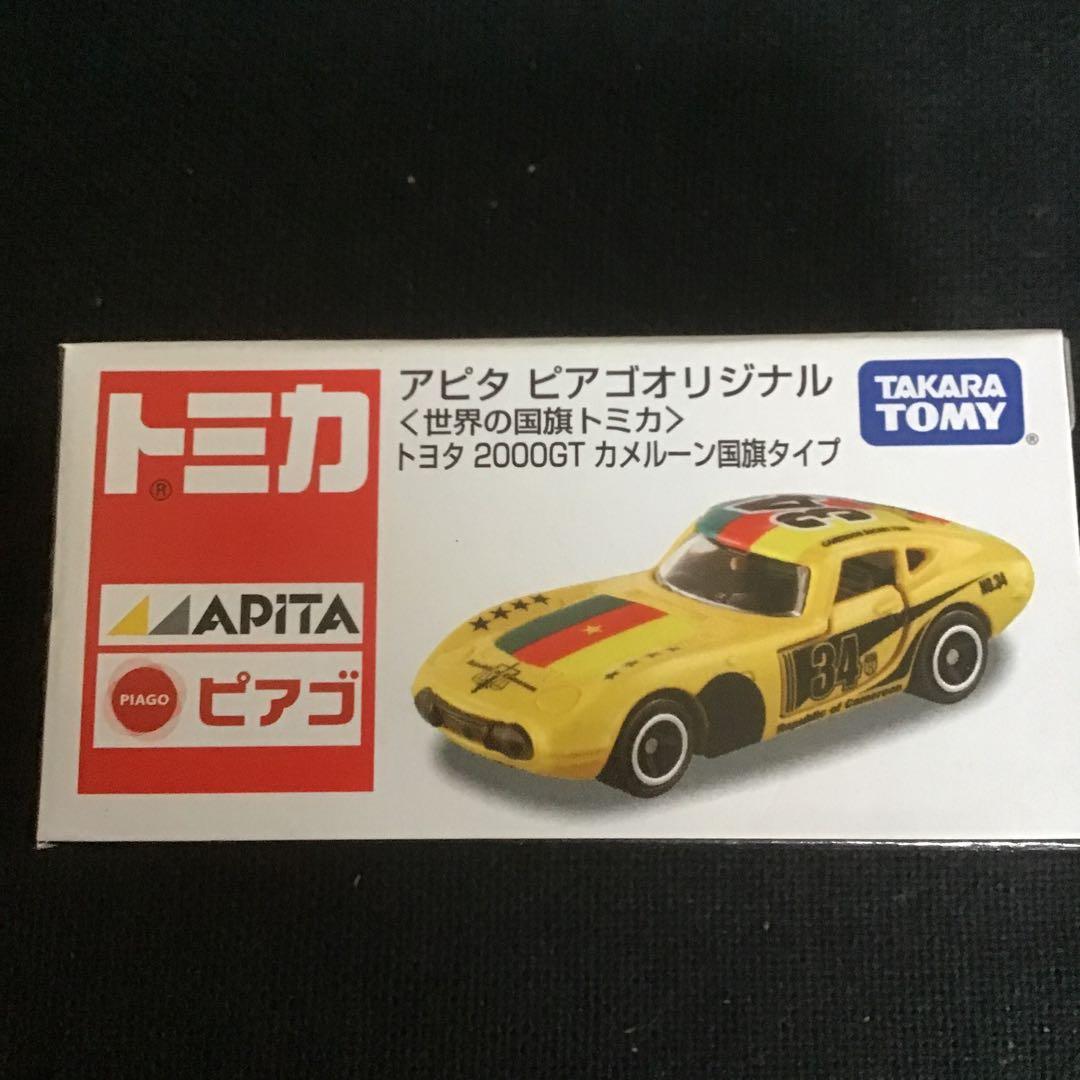 トミカ®
APiTA
PIAGO ピアゴ
アピタ ピアゴオリジナル
<世界の国旗トミカ>
トヨタ 2000GT カメルーン国旗タイプ
TAKARA
TOMY®
34
NO.34
34
Republic of Cameroon